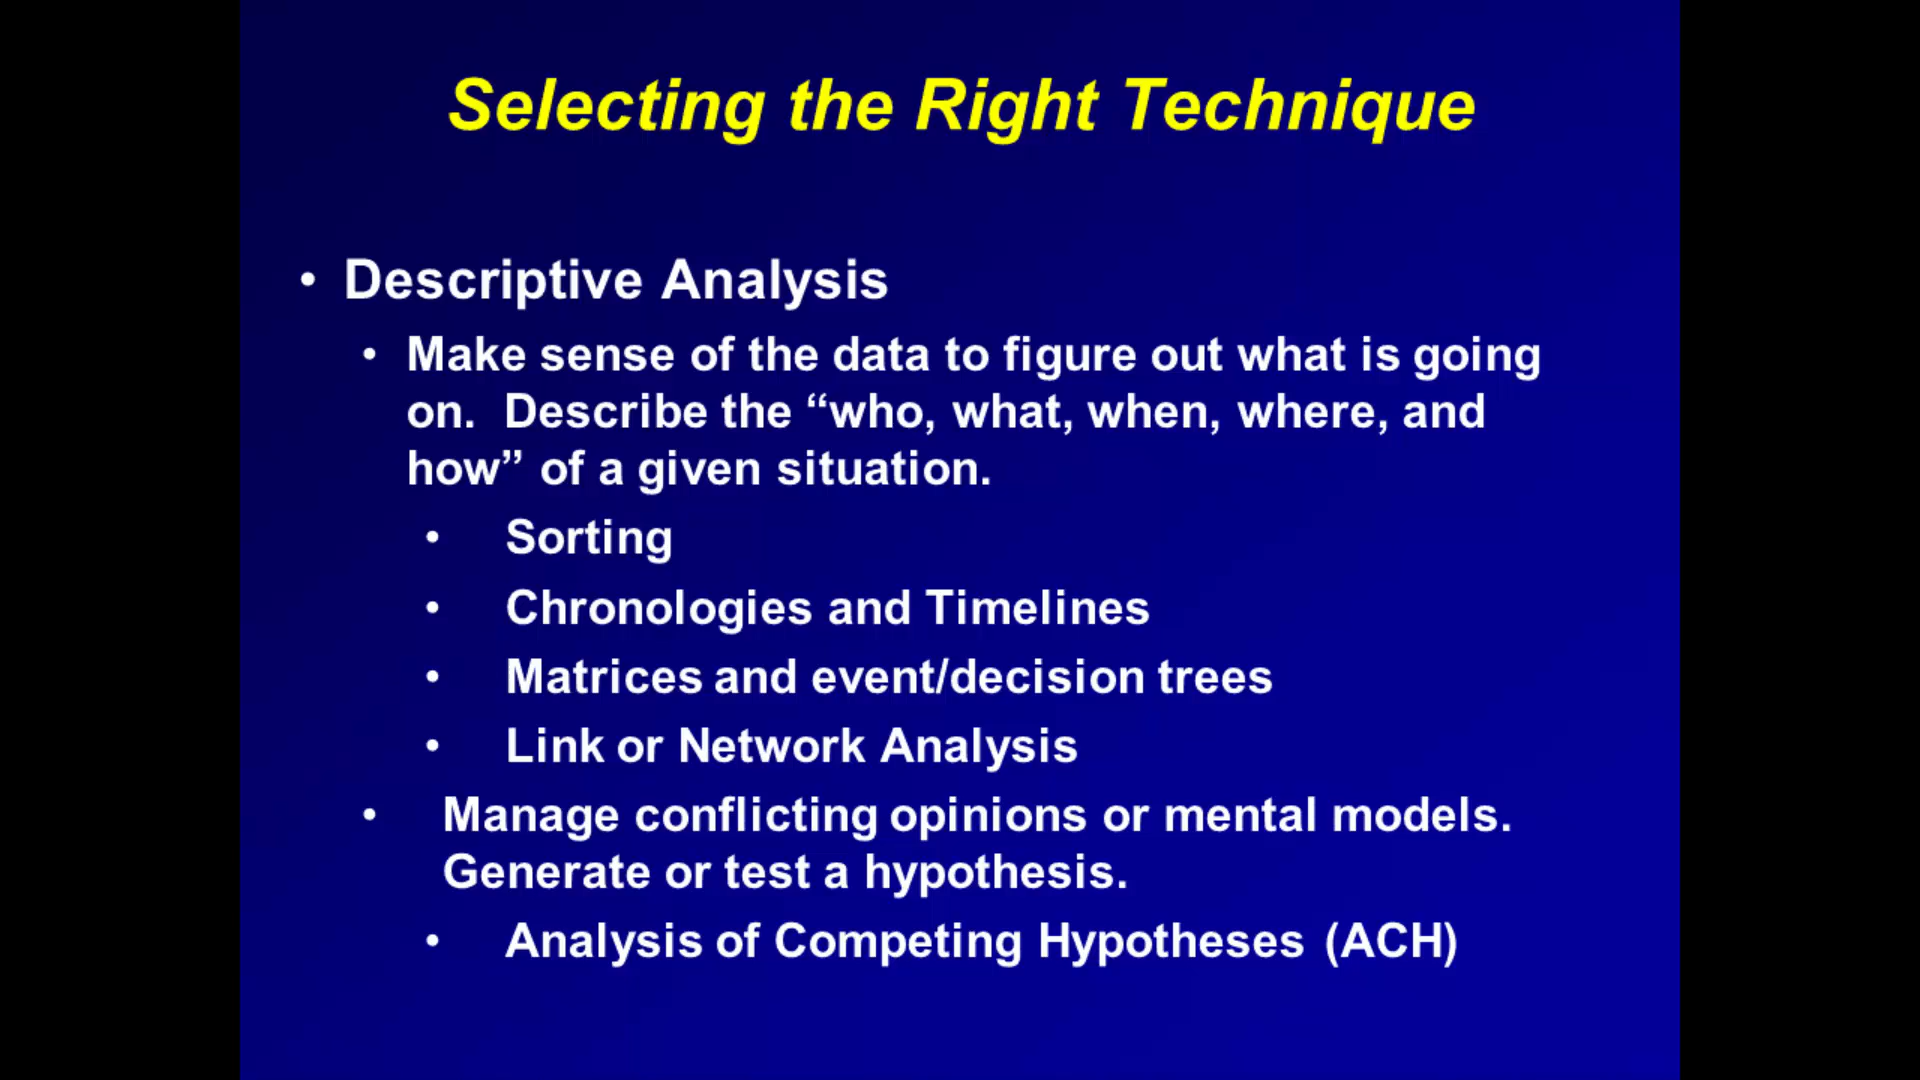 Selecting the Right Technique
• Descriptive Analysis
• Make sense of the data to figure out what is going
on.  Describe the “who, what, when, where, and
how” of a given situation.
• Sorting
• Chronologies and Timelines
• Matrices and event/decision trees
• Link or Network Analysis
• Manage conflicting opinions or mental models.
Generate or test a hypothesis.
• Analysis of Competing Hypotheses (ACH)